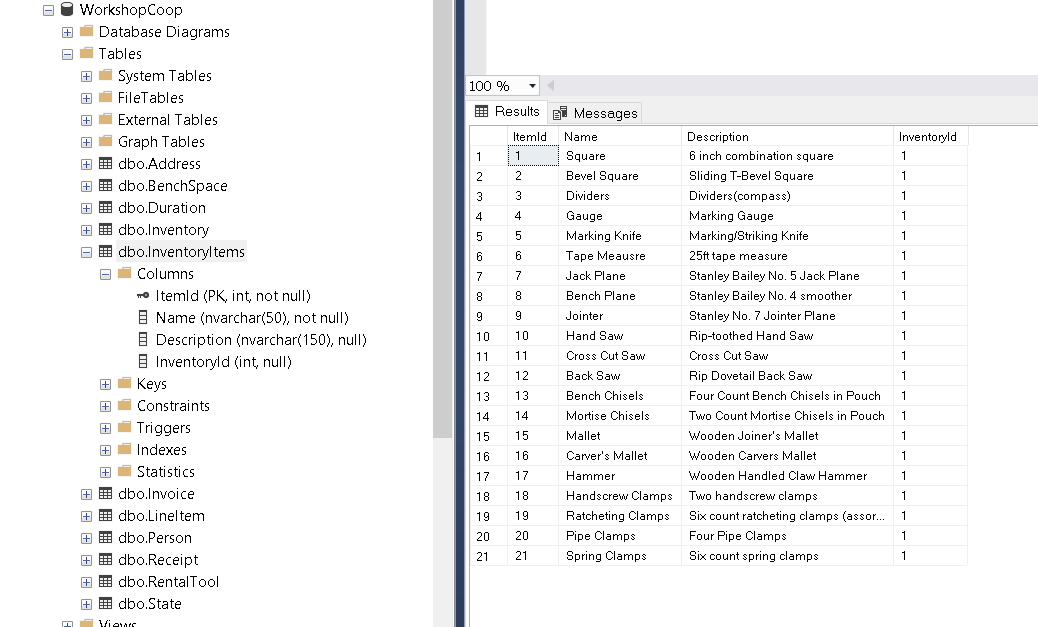 WorkshopCoop
Database Diagrams
Tables
System Tables
FileTables
External Tables
Graph Tables
dbo.Address
dbo.BenchSpace
dbo.Duration
dbo.Inventory
dbo.InventoryItems
Columns
ItemId (PK, int, not null)
Name (nvarchar(50), not null)
Description (nvarchar(150), null)
InventoryId (int, null)
Keys
Constraints
Triggers
Indexes
Statistics
dbo.Invoice
dbo.LineItem
dbo.Person
dbo.Receipt
dbo.RentalTool
dbo.State
Views
100 %
Results Messages
ItemId Name Description InventoryId
1 1 Square 6 inch combination square 1
2 2 Bevel Square Sliding T-Bevel Square 1
3 3 Dividers Dividers(compass) 1
4 4 Gauge Marking Gauge 1
5 5 Marking Knife Marking/Striking Knife 1
6 6 Tape Meausre 25ft tape measure 1
7 7 Jack Plane Stanley Bailey No. 5 Jack Plane 1
8 8 Bench Plane Stanley Bailey No. 4 smoother 1
9 9 Jointer Stanley No. 7 Jointer Plane 1
10 10 Hand Saw Rip-toothed Hand Saw 1
11 11 Cross Cut Saw Cross Cut Saw 1
12 12 Back Saw Rip Dovetail Back Saw 1
13 13 Bench Chisels Four Count Bench Chisels in Pouch 1
14 14 Mortise Chisels Two Count Mortise Chisels in Pouch 1
15 15 Mallet Wooden Joiner's Mallet 1
16 16 Carver's Mallet Wooden Carvers Mallet 1
17 17 Hammer Wooden Handled Claw Hammer 1
18 18 Handscrew Clamps Two handscrew clamps 1
19 19 Ratcheting Clamps Six count ratcheting clamps (assor... 1
20 20 Pipe Clamps Four Pipe Clamps 1
21 21 Spring Clamps Six count spring clamps 1